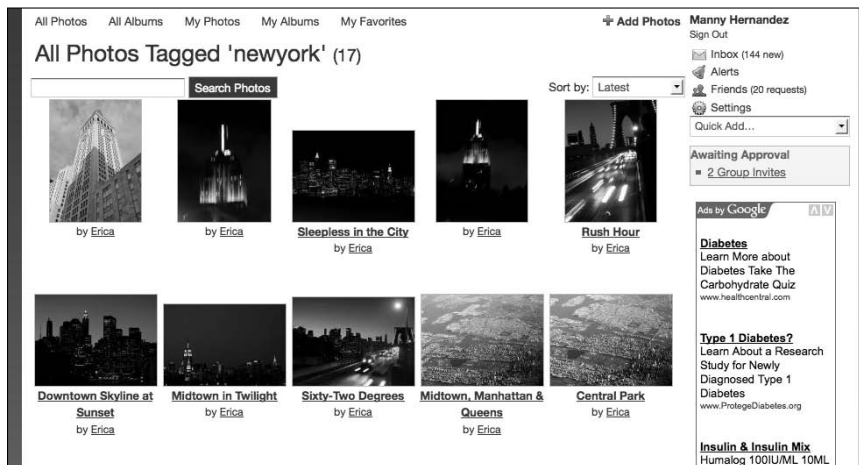 All Photos All Albums My Photos My Albums My Favorites
Add Photos
All Photos Tagged 'newyork' (17)
Search Photos
Sort by: Latest
by Erica
by Erica
Sleepless in the City
by Erica
by Erica
Rush Hour
by Erica
Downtown Skyline at
Sunset
by Erica
Midtown in Twilight
by Erica
Sixty-Two Degrees
by Erica
Midtown, Manhattan &
Queens
by Erica
Central Park
by Erica
Manny Hernandez
Sign Out
Inbox (144 new)
Alerts
Friends (20 requests)
Settings
Quick Add...
Awaiting Approval
2 Group Invites
Ads by Google
Diabetes
Learn More about
Diabetes Take The
Carbohydrate Quiz
www.healthcentral.com
Type 1 Diabetes?
Learn About a Research
Study for Newly
Diagnosed Type 1
Diabetes
www.ProtegeDiabetes.org
Insulin & Insulin Mix
Humalog 100IU/ML 10ML